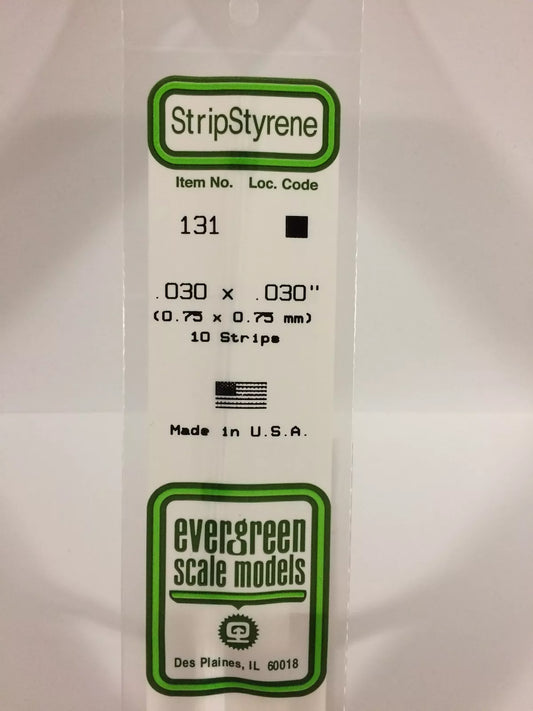 StripStyrene
Item No. Loc. Code
131
.030 x .030"
(0.75 x 0.75 mm)
10 Strips
Made in U.S.A.
evergreen
scale models
Des Plaines, IL 60018